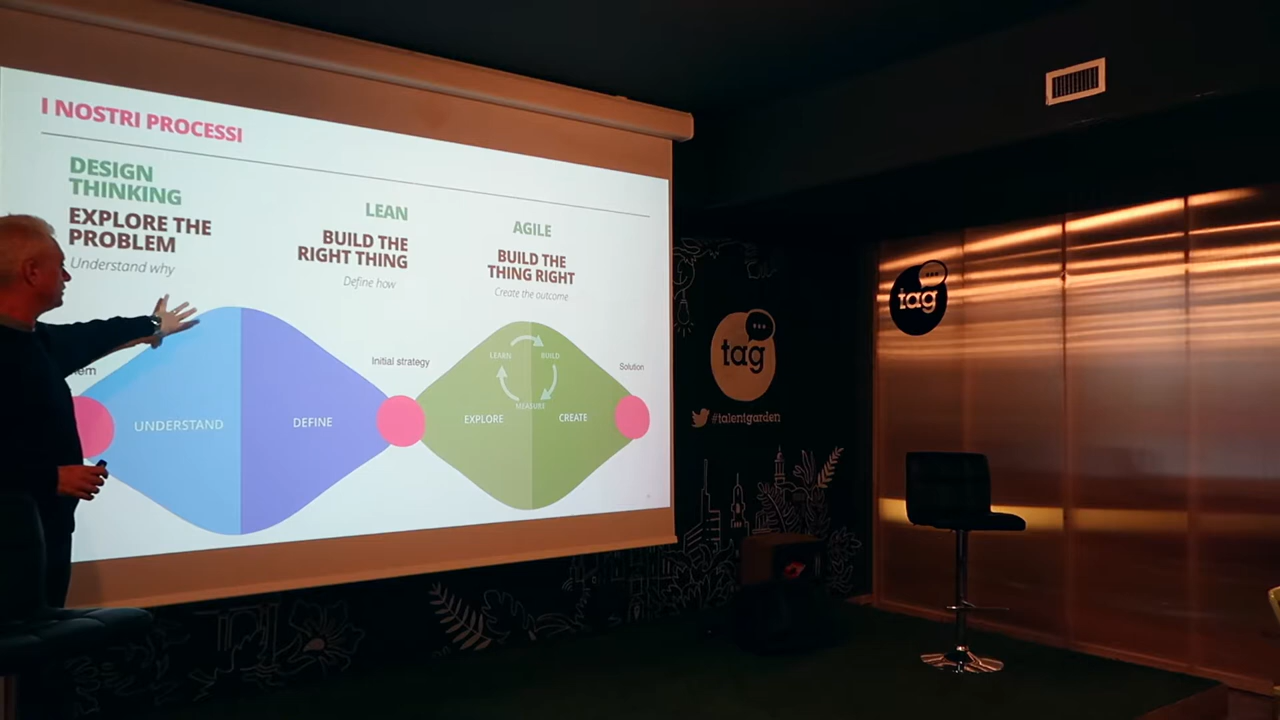 I NOSTRI PROCESSI
DESIGN
THINKING
EXPLORE THE
PROBLEM
Understand why
LEAN
BUILD THE
RIGHT THING
Define how
AGILE
BUILD THE
THING RIGHT
Create the outcome
Initial strategy
Solution
UNDERSTAND
DEFINE
LEARN
BUILD
MEASURE
EXPLORE
CREATE
tag
#talentgarden
tag